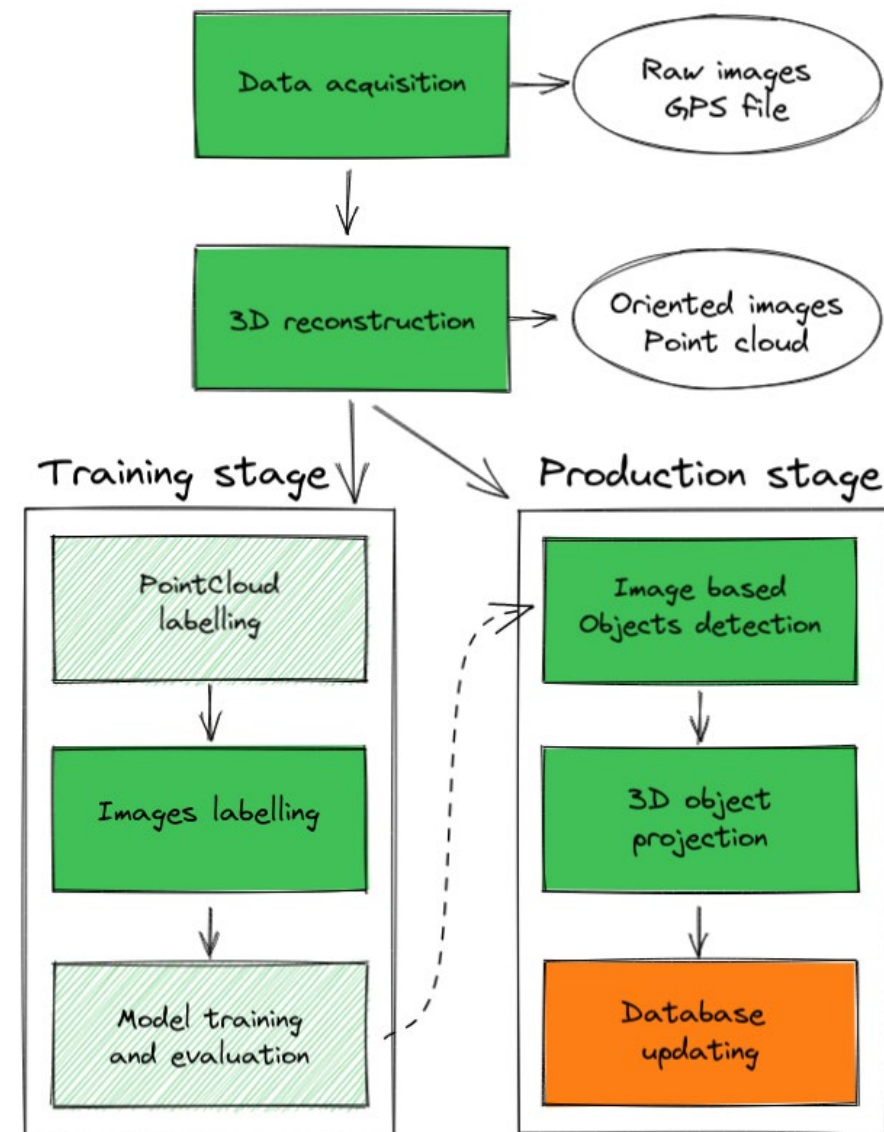 Data acquisition
Raw images
GPS file
3D reconstruction
Oriented images
Point cloud
Training stage
PointCloud
labelling
Images labelling
Model training
and evaluation
Production stage
Image based
Objects detection
3D object
projection
Database
updating